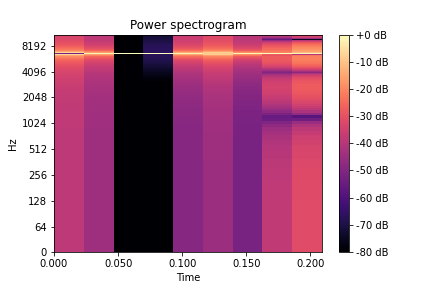 Power spectrogram
Hz
8192
4096
2048
1024
512
256
128
64
0
0.000
0.050
0.100
0.150
0.200
Time
+0 dB
-10 dB
-20 dB
-30 dB
-40 dB
-50 dB
-60 dB
-70 dB
-80 dB